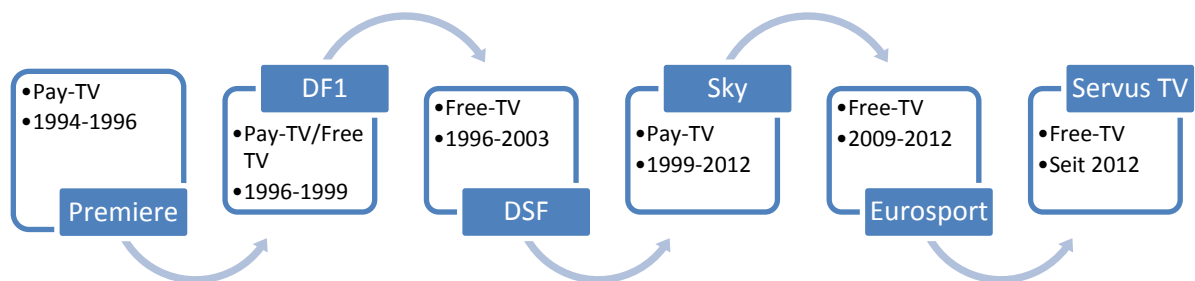 •Pay-TV
•1994-1996
Premiere
DF1
•Pay-TV/Free
TV
•1996-1999
•Free-TV
•1996-2003
DSF
Sky
•Pay-TV
•1999-2012
•Free-TV
•2009-2012
Eurosport
Servus TV
•Free-TV
•Seit 2012